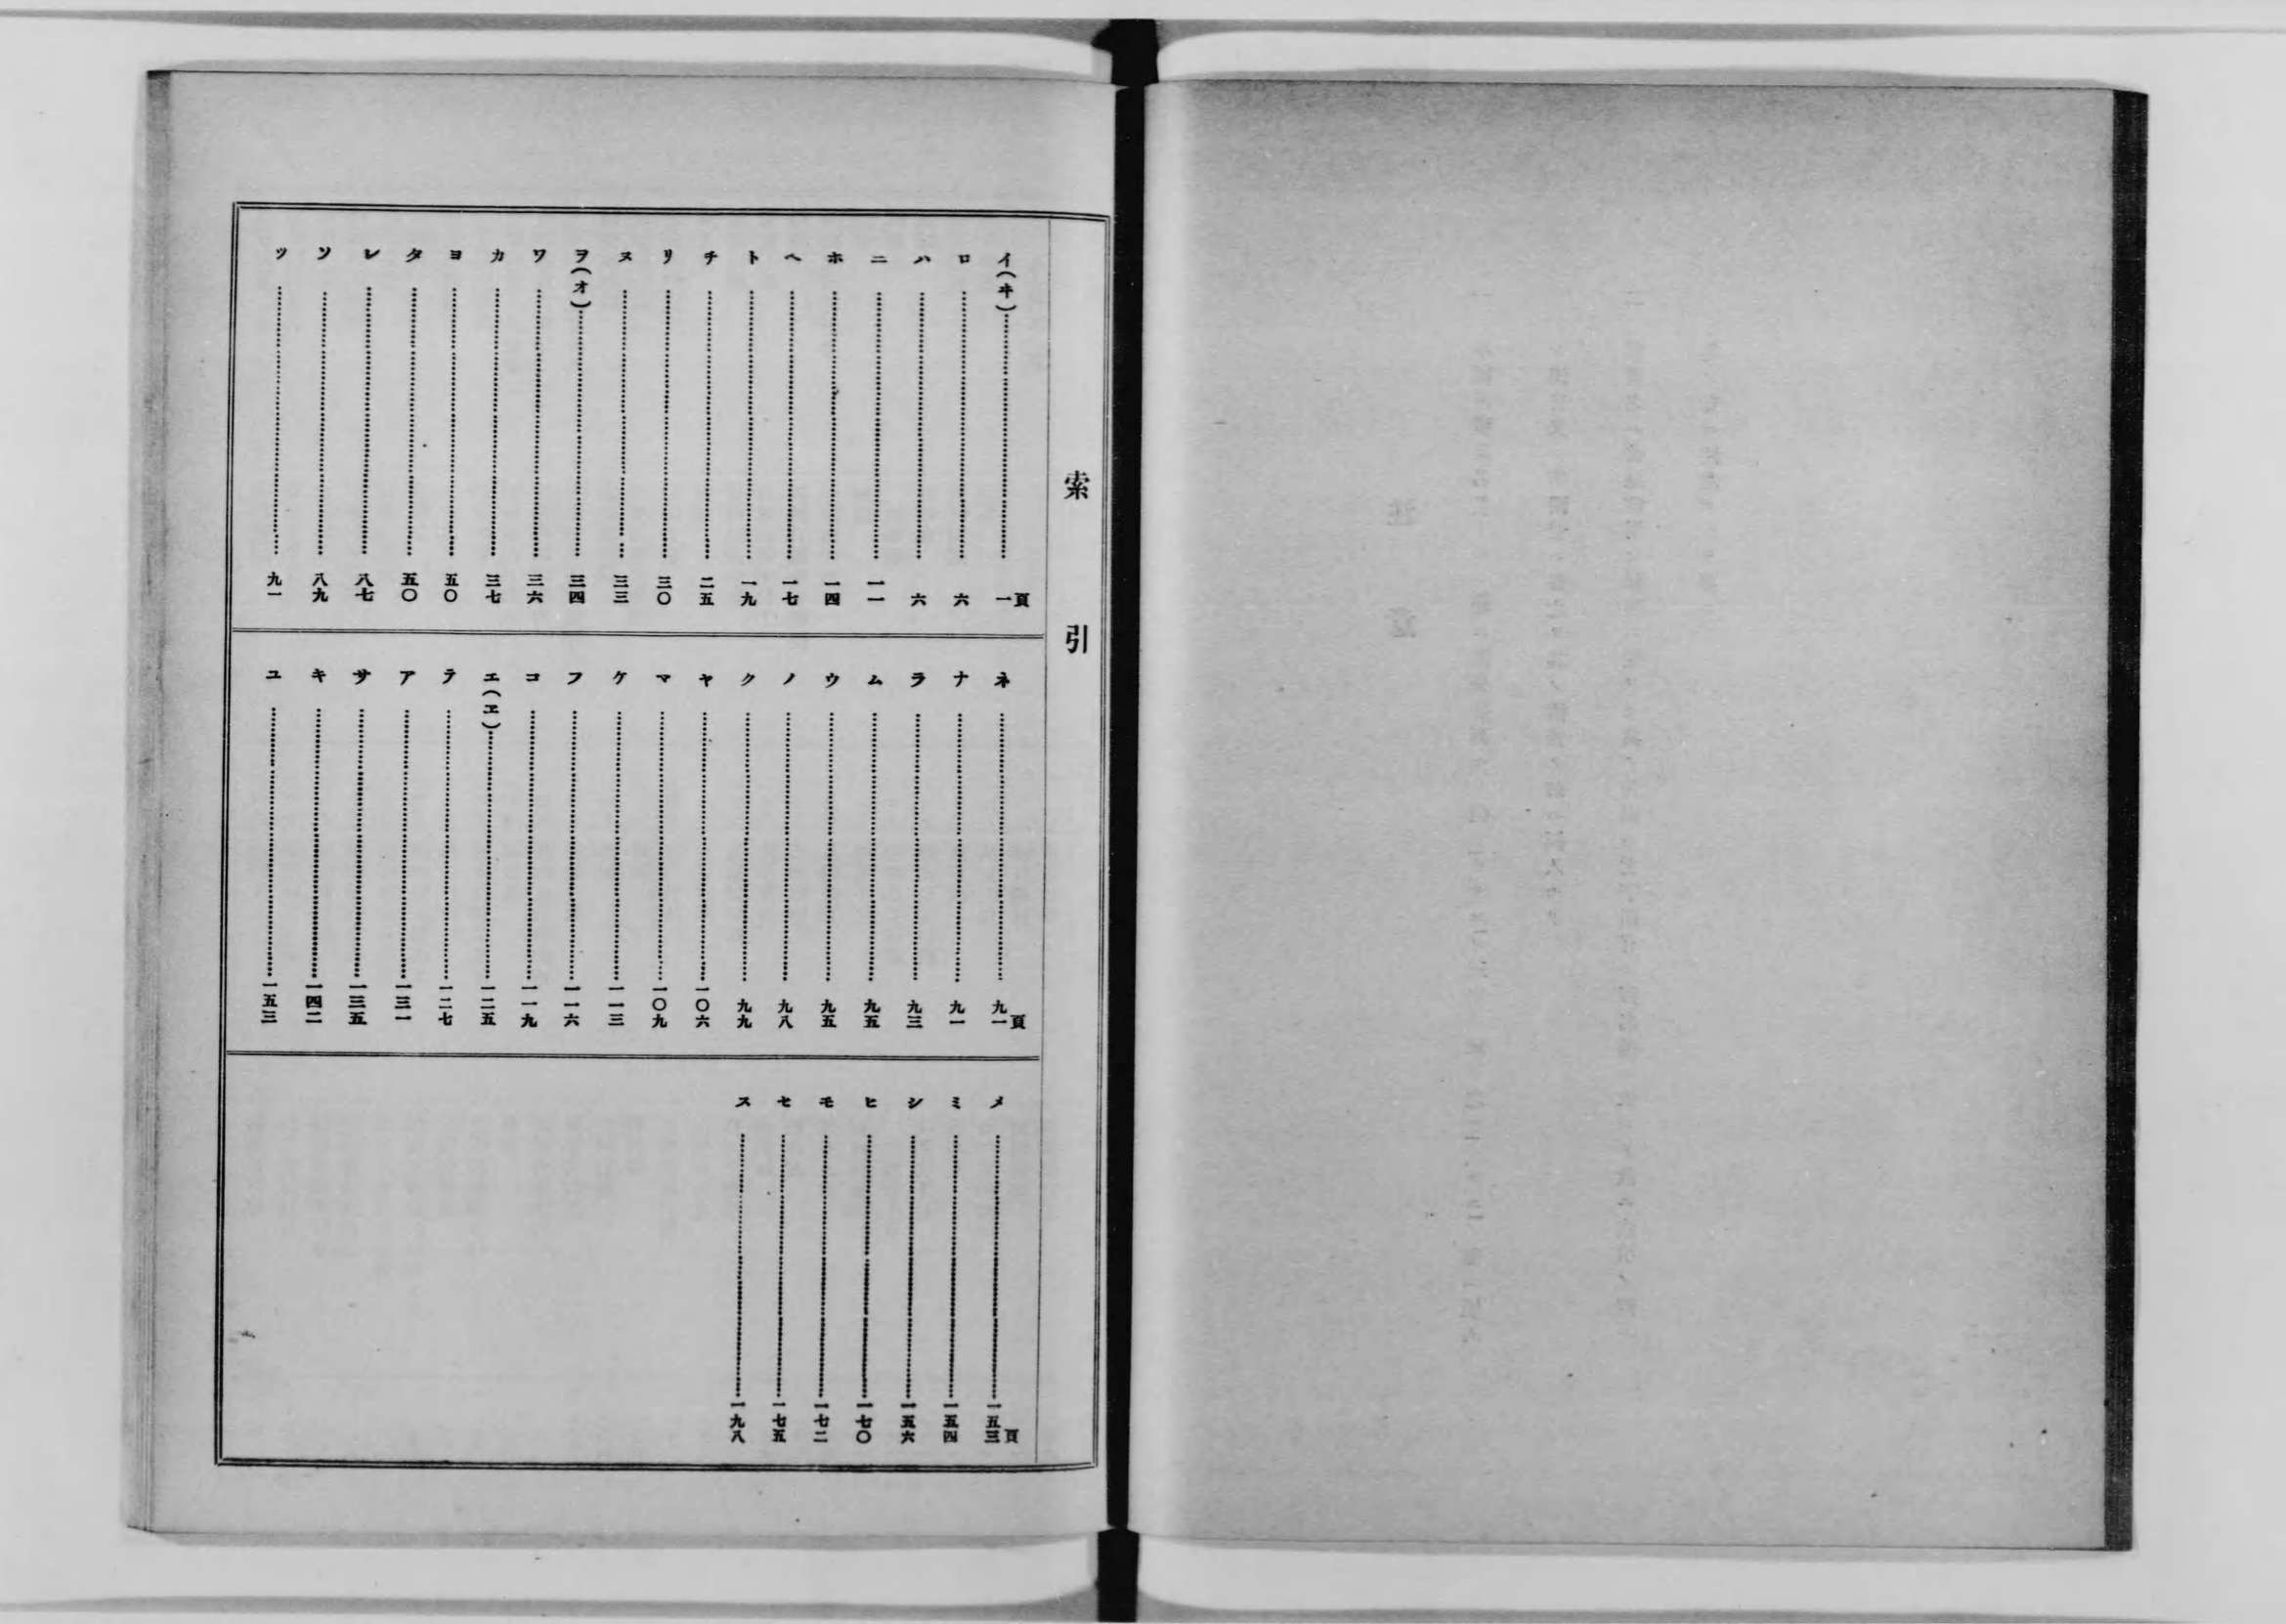 索引
頁
イ(ヰ)……一
ロ……六
ハ……六
ニ……一一
ホ……一四
ヘ……一七
ト……一九
チ……二五
リ……三〇
ヌ……三三
ヲ(オ)……三四
ワ……三六
カ……三七
ヨ……五〇
タ……五〇
レ……八七
ソ……八九
ツ……九一
頁
ネ……九一
ナ……九一
ラ……九三
ム……九五
ウ……九五
ノ……九八
ク……九九
ヤ……一〇六
マ……一〇九
ケ……一一三
フ……一一六
コ……一一九
エ(ヱ)……一二五
テ……一二七
ア……一三一
サ……一三五
キ……一四二
ユ……一五三
頁
メ……一五三
ミ……一五四
シ……一五六
ヒ……一七〇
モ……一七二
セ……一七五
ス……一九八